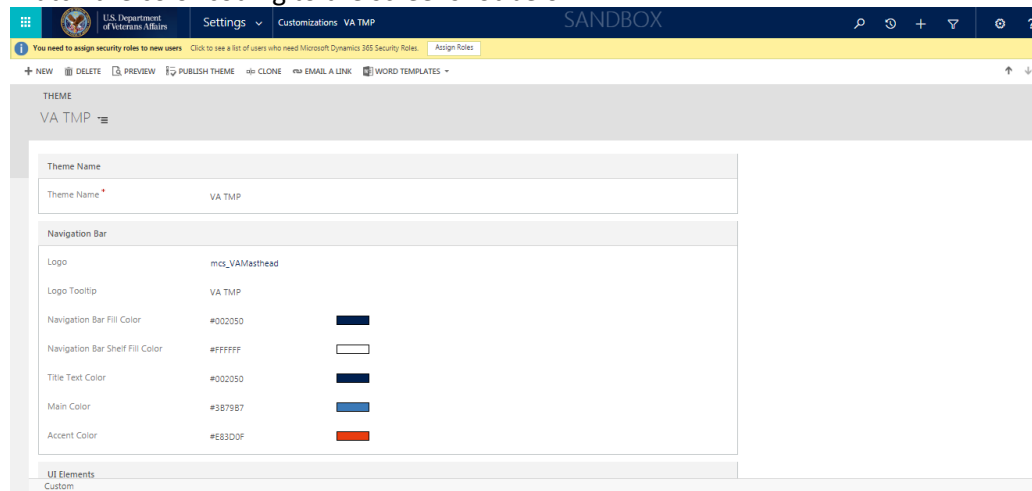 U.S. Department
of Veterans Affairs
Settings
Customizations VA TMP
SANDBOX
You need to assign security roles to new users Click to see a list of users who need Microsoft Dynamics 365 Security Roles. Assign Roles
NEW DELETE PREVIEW PUBLISH THEME CLONE EMAIL A LINK WORD TEMPLATES
THEME
VA TMP
Theme Name
Theme Name * VA TMP
Navigation Bar
Logo mcs_VAMasthead
Logo Tooltip VA TMP
Navigation Bar Fill Color #002050
Navigation Bar Shelf Fill Color #FFFFFF
Title Text Color #002050
Main Color #3B79B7
Accent Color #E83D0F
UI Elements
Custom